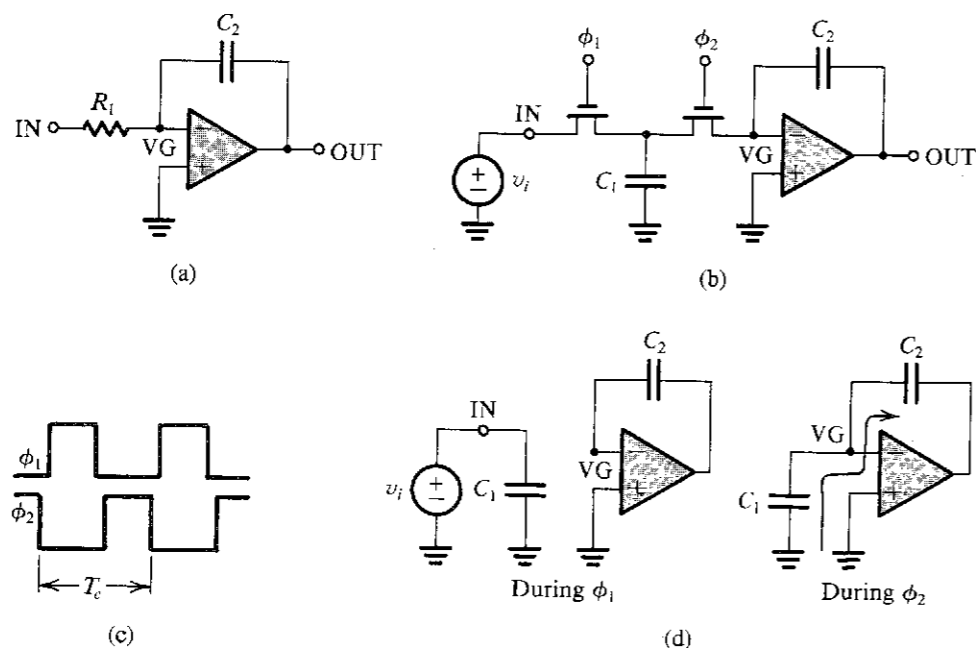 C₂
R₁
IN
VG
− +
OUT
(a)
ϕ₁
ϕ₂
C₂
IN
VG
− +
OUT
+ −
vᵢ
C₁
(b)
ϕ₁
ϕ₂
T_c
(c)
C₂
IN
VG
− +
+ −
vᵢ
C₁
During ϕ₁
C₂
VG
− +
C₁
During ϕ₂
(d)